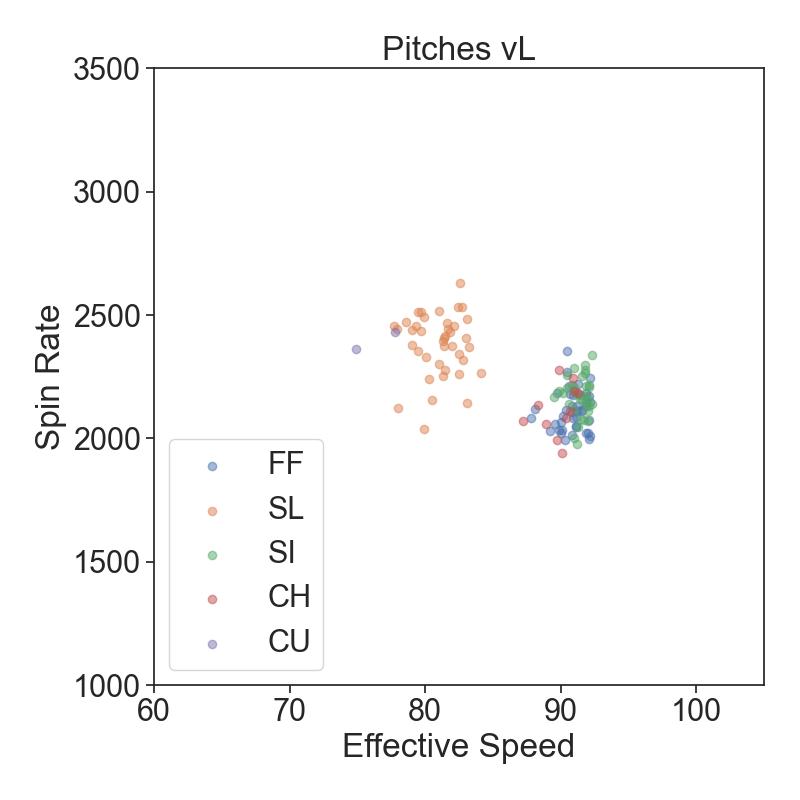 Pitches vL
3500
3000
2500
2000
1500
1000
Spin Rate
FF
SL
SI
CH
CU
60 70 80 90 100
Effective Speed